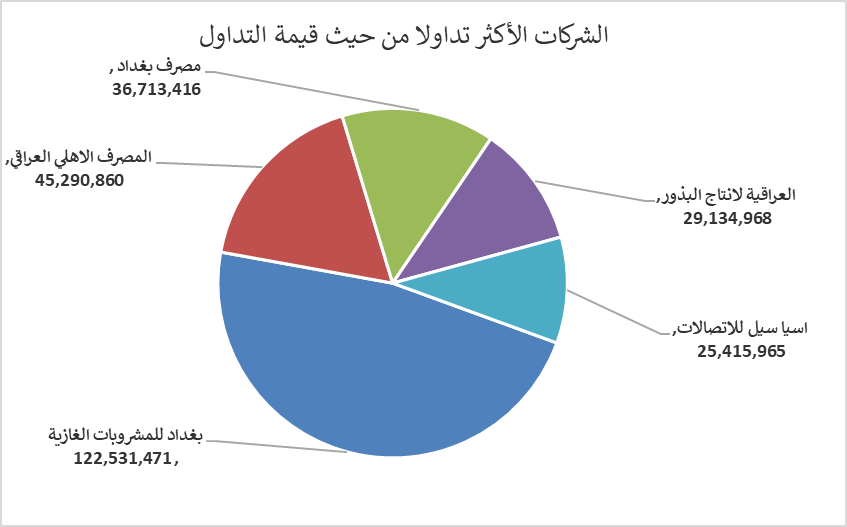 الشركات الأكثر تداولا من حيث قيمة التداول
مصرف بغداد ,
36,713,416
المصرف الاهلي العراقي,
45,290,860
العراقية لانتاج البذور,
29,134,968
اسيا سيل للاتصالات,
25,415,965
بغداد للمشروبات الغازية
122,531,471 ,